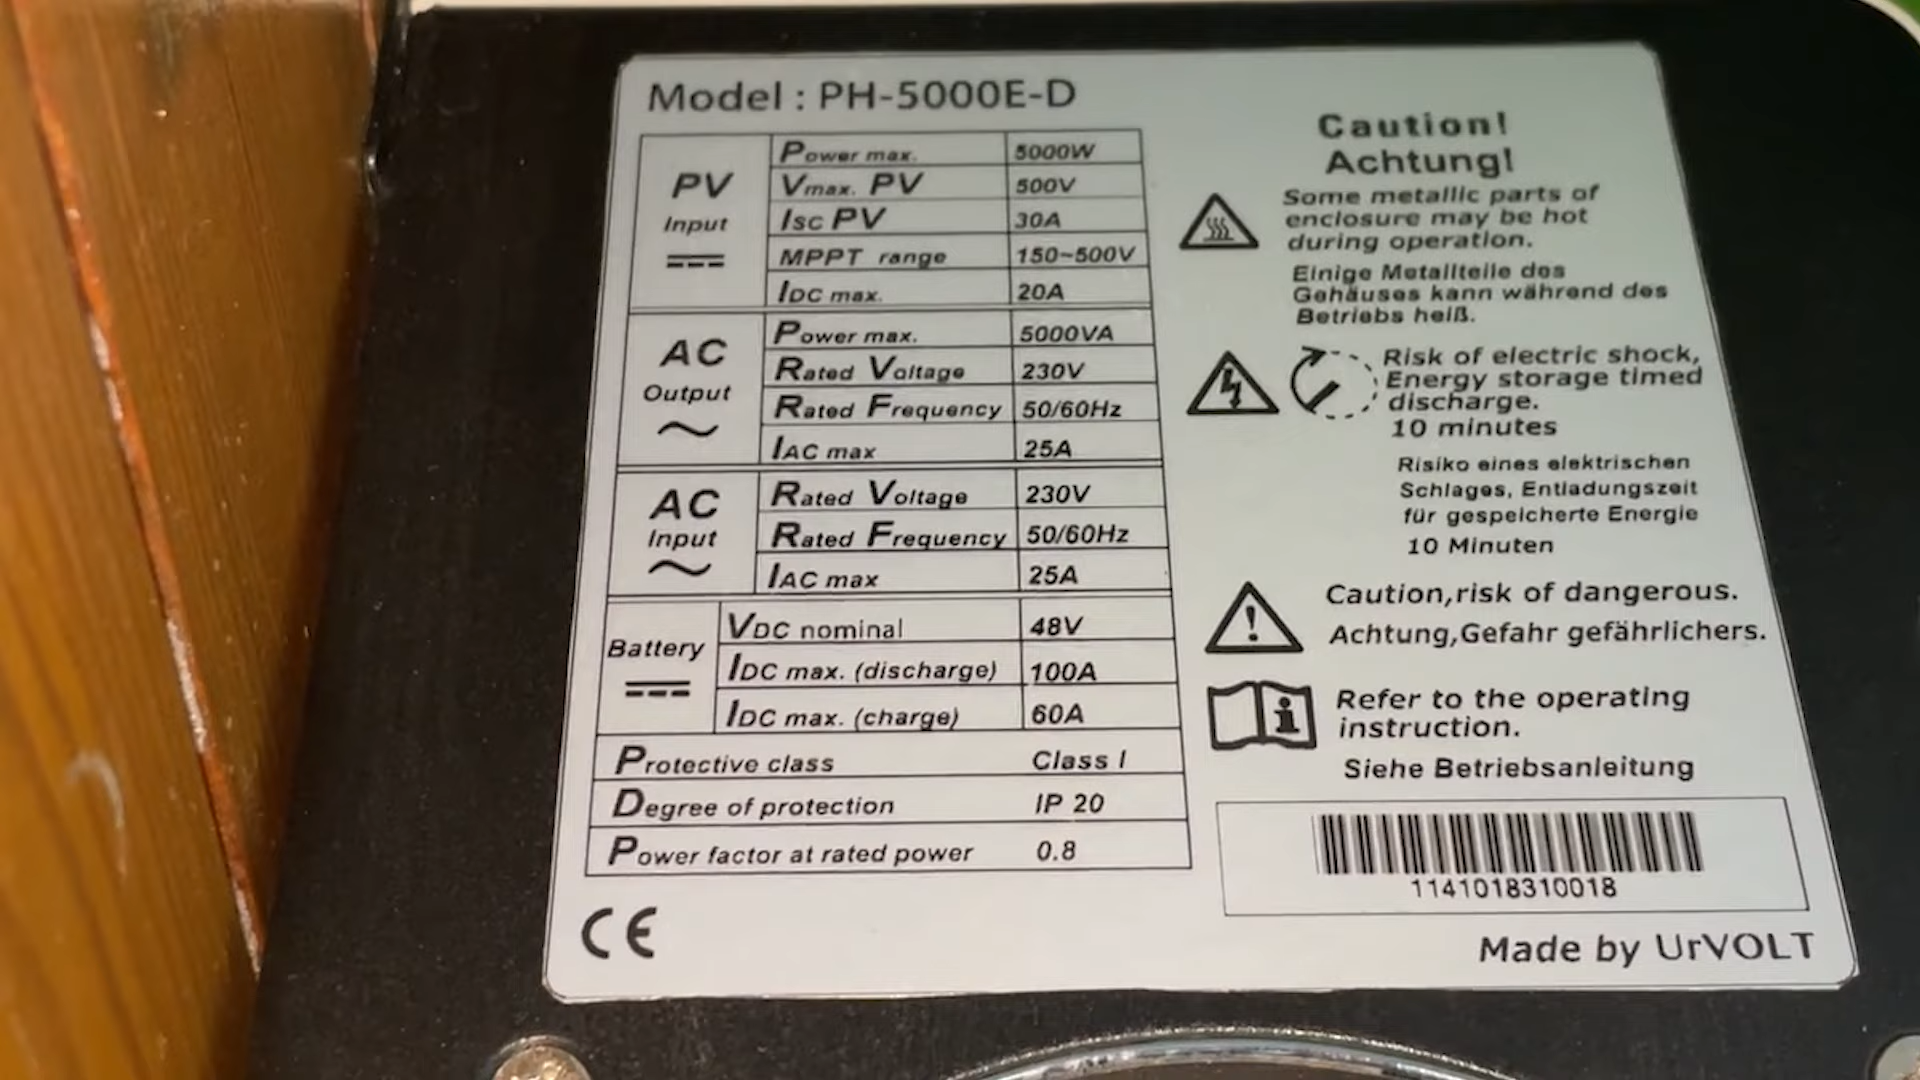 Model : PH-5000E-D
PV
Input
Power max. 5000W
Vmax. PV 500V
Isc PV 30A
MPPT range 150~500V
IDC max. 20A
AC
Output
Power max. 5000VA
Rated Voltage 230V
Rated Frequency 50/60Hz
IAC max 25A
AC
Input
Rated Voltage 230V
Rated Frequency 50/60Hz
IAC max 25A
Battery
VDC nominal 48V
IDC max. (discharge) 100A
IDC max. (charge) 60A
Protective class Class I
Degree of protection IP 20
Power factor at rated power 0.8
CE
Caution!
Achtung!
Some metallic parts of
enclosure may be hot
during operation.
Einige Metallteile des
Gehäuses kann während des
Betriebs heiß.
Risk of electric shock,
Energy storage timed
discharge.
10 minutes
Risiko eines elektrischen
Schlages, Entladungszeit
für gespeicherte Energie
10 Minuten
Caution,risk of dangerous.
Achtung,Gefahr gefährlichers.
Refer to the operating
instruction.
Siehe Betriebsanleitung
1141018310018
Made by UrVOLT